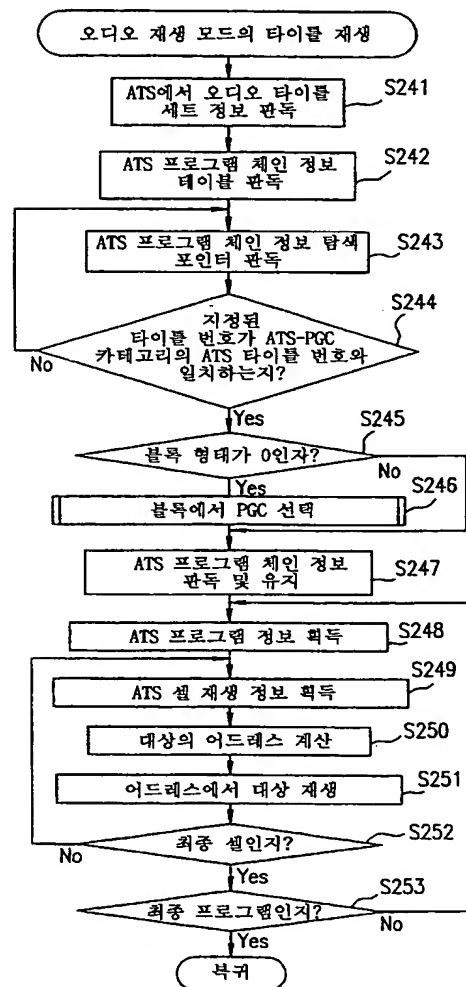 오디오 재생 모드의 타이틀 재생
ATS에서 오디오 타이틀
세트 정보 판독
S241
ATS 프로그램 체인 정보
테이블 판독
S242
ATS 프로그램 체인 정보 탐색
포인터 판독
S243
지정된
타이틀 번호가 ATS-PGC
카테고리의 ATS 타이틀 번호와
일치하는지?
S244
No
Yes
블록 형태가 0인자?
S245
No
Yes
블록에서 PGC 선택
S246
ATS 프로그램 체인 정보
판독 및 유지
S247
ATS 프로그램 정보 획득
S248
ATS 셀 재생 정보 획득
S249
대상의 어드레스 계산
S250
어드레스에서 대상 재생
S251
최종 셀인지?
S252
No
Yes
최종 프로그램인지?
S253
No
Yes
복귀